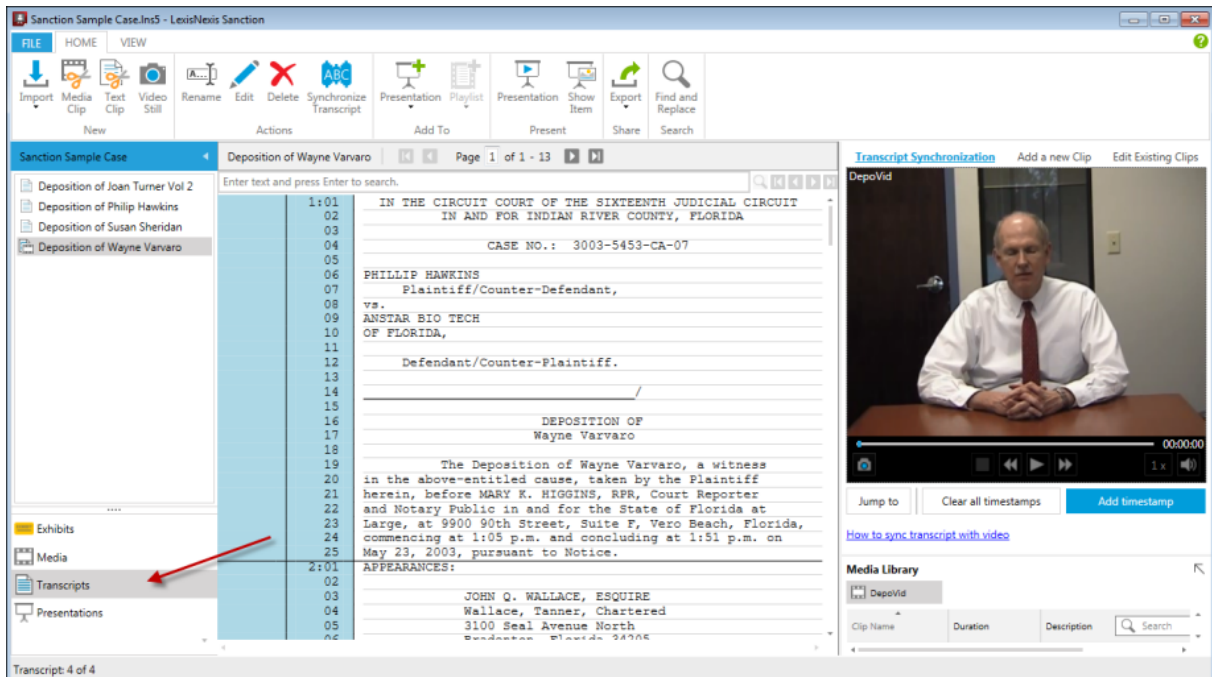 Sanction Sample Case.Ins5 - LexisNexis Sanction
FILE HOME VIEW
Import Media Clip Text Clip Video Still Rename Edit Delete Synchronize Transcript Presentation Playlist Presentation Show Item Export Find and Replace
New Actions Add To Present Share Search
Sanction Sample Case
Deposition of Joan Turner Vol 2
Deposition of Philip Hawkins
Deposition of Susan Sheridan
Deposition of Wayne Varvaro
Exhibits
Media
Transcripts
Presentations
Deposition of Wayne Varvaro Page 1 of 1 - 13
Enter text and press Enter to search.
1:01 IN THE CIRCUIT COURT OF THE SIXTEENTH JUDICIAL CIRCUIT
02 IN AND FOR INDIAN RIVER COUNTY, FLORIDA
03
04 CASE NO.: 3003-5453-CA-07
05
06 PHILLIP HAWKINS
07 Plaintiff/Counter-Defendant,
08 vs.
09 ANSTAR BIO TECH
10 OF FLORIDA,
11
12 Defendant/Counter-Plaintiff.
13
14 /
15
16 DEPOSITION OF
17 Wayne Varvaro
18
19 The Deposition of Wayne Varvaro, a witness
20 in the above-entitled cause, taken by the Plaintiff
21 herein, before MARY K. HIGGINS, RPR, Court Reporter
22 and Notary Public in and for the State of Florida at
23 Large, at 9900 90th Street, Suite F, Vero Beach, Florida,
24 commencing at 1:05 p.m. and concluding at 1:51 p.m. on
25 May 23, 2003, pursuant to Notice.
2:01 APPEARANCES:
02
03 JOHN Q. WALLACE, ESQUIRE
04 Wallace, Tanner, Chartered
05 3100 Seal Avenue North
06 Bradenton, Florida 34205
Transcript Synchronization Add a new Clip Edit Existing Clips
DepoVid
00:00:00
1 x
Jump to Clear all timestamps Add timestamp
How to sync transcript with video
Media Library
DepoVid
Clip Name Duration Description Search
Transcript: 4 of 4